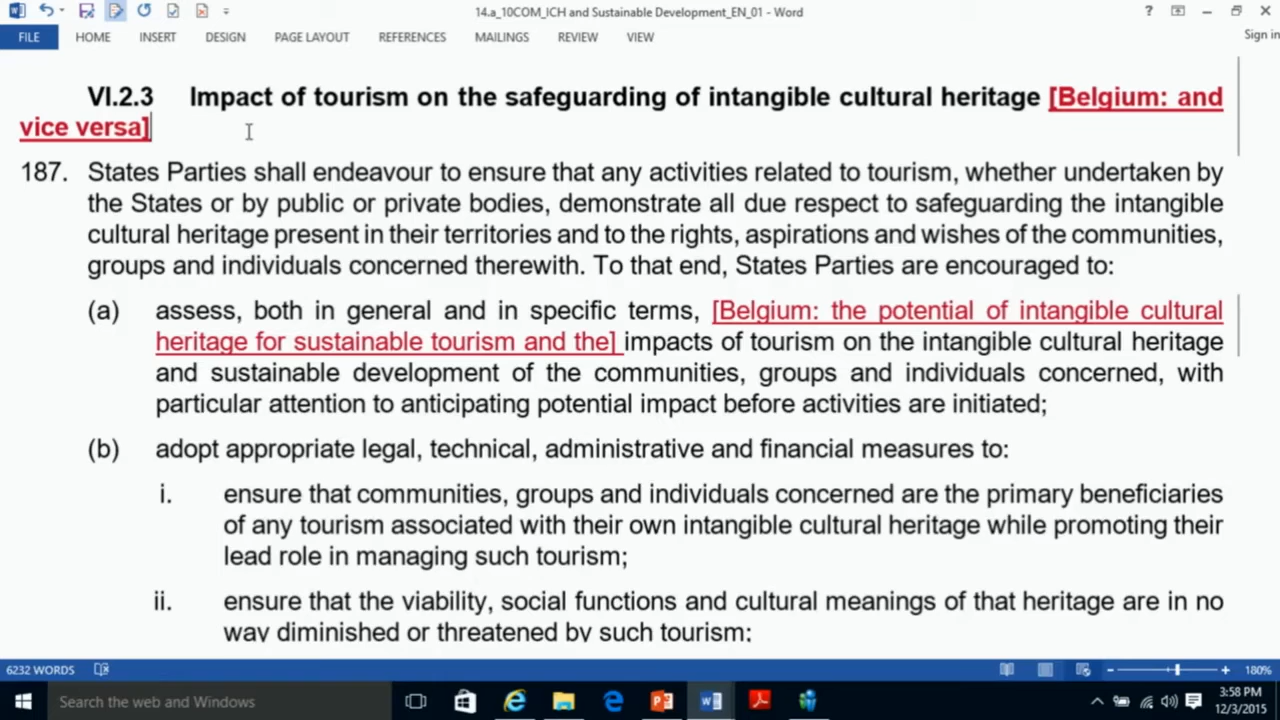 14.a_10COM_ICH and Sustainable Development_EN_01 - Word
FILE HOME INSERT DESIGN PAGE LAYOUT REFERENCES MAILINGS REVIEW VIEW Sign in
VI.2.3 Impact of tourism on the safeguarding of intangible cultural heritage [Belgium: and
vice versa]
187. States Parties shall endeavour to ensure that any activities related to tourism, whether undertaken by
the States or by public or private bodies, demonstrate all due respect to safeguarding the intangible
cultural heritage present in their territories and to the rights, aspirations and wishes of the communities,
groups and individuals concerned therewith. To that end, States Parties are encouraged to:
(a) assess, both in general and in specific terms, [Belgium: the potential of intangible cultural
heritage for sustainable tourism and the] impacts of tourism on the intangible cultural heritage
and sustainable development of the communities, groups and individuals concerned, with
particular attention to anticipating potential impact before activities are initiated;
(b) adopt appropriate legal, technical, administrative and financial measures to:
i. ensure that communities, groups and individuals concerned are the primary beneficiaries
of any tourism associated with their own intangible cultural heritage while promoting their
lead role in managing such tourism;
ii. ensure that the viability, social functions and cultural meanings of that heritage are in no
way diminished or threatened by such tourism;
6232 WORDS 180%
Search the web and Windows 3:58 PM
12/3/2015